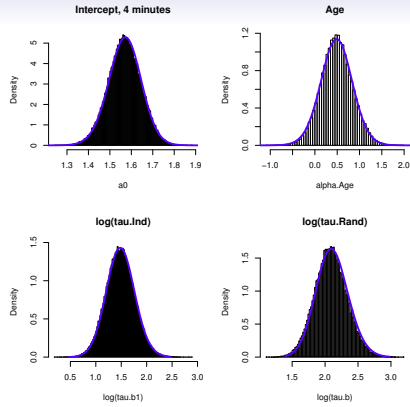 Intercept, 4 minutes
Density
0 1 2 3 4 5
1.3 1.4 1.5 1.6 1.7 1.8 1.9
a0
Age
Density
0.0 0.4 0.8 1.2
−1.0 0.0 0.5 1.0 1.5 2.0
alpha.Age
log(tau.Ind)
Density
0.0 0.5 1.0 1.5
0.5 1.0 1.5 2.0 2.5 3.0
log(tau.b1)
log(tau.Rand)
Density
0.0 0.5 1.0 1.5
1.5 2.0 2.5 3.0
log(tau.b)